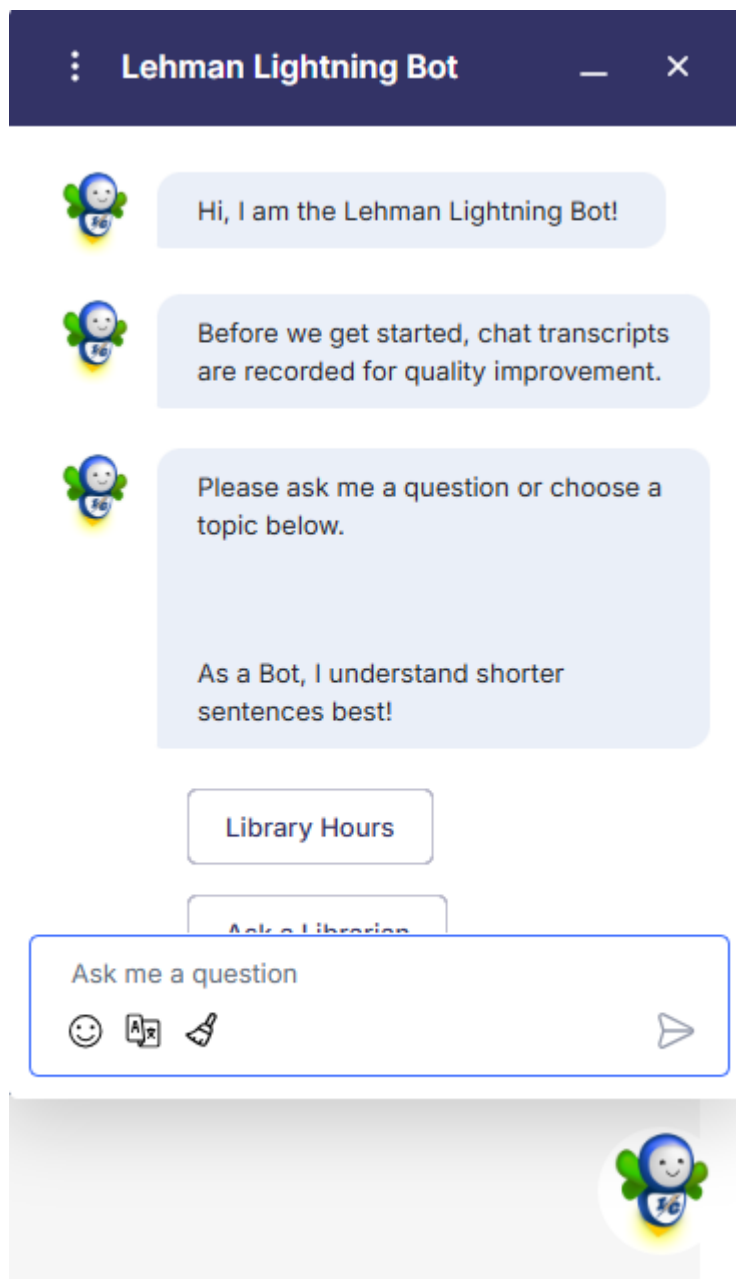 Lehman Lightning Bot
Hi, I am the Lehman Lightning Bot!
Before we get started, chat transcripts
are recorded for quality improvement.
Please ask me a question or choose a
topic below.
As a Bot, I understand shorter
sentences best!
Library Hours
Ask a Librarian
Ask me a question